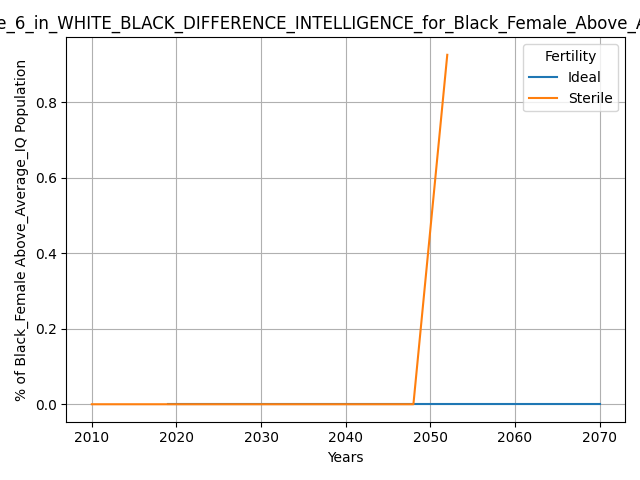 e_6_in_WHITE_BLACK_DIFFERENCE_INTELLIGENCE_for_Black_Female_Above_A
Fertility
Ideal
Sterile
% of Black_Female Above_Average_IQ Population
0.8
0.6
0.4
0.2
0.0
2010 2020 2030 2040 2050 2060 2070
Years